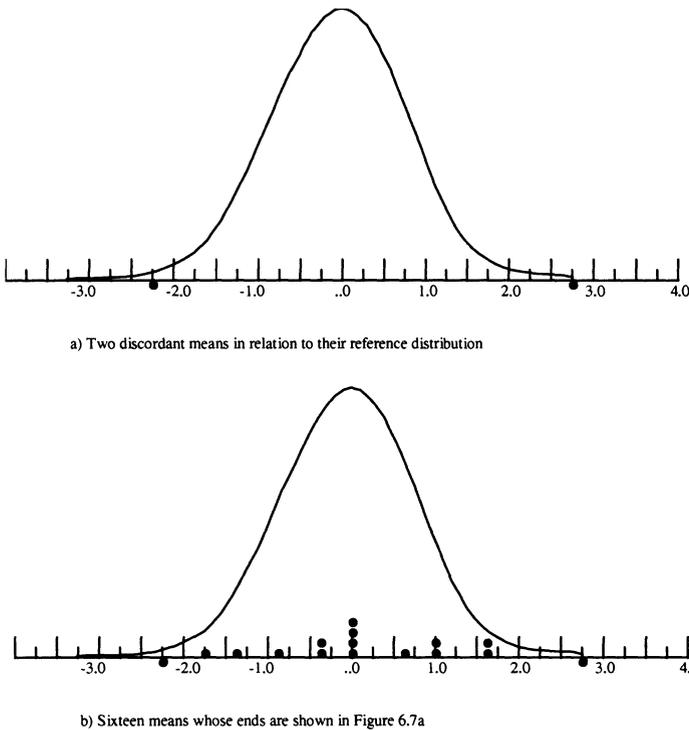 -3.0 -2.0 -1.0 ..0 1.0 2.0 3.0 4.0
a) Two discordant means in relation to their reference distribution
-3.0 -2.0 -1.0 ..0 1.0 2.0 3.0 4.
b) Sixteen means whose ends are shown in Figure 6.7a